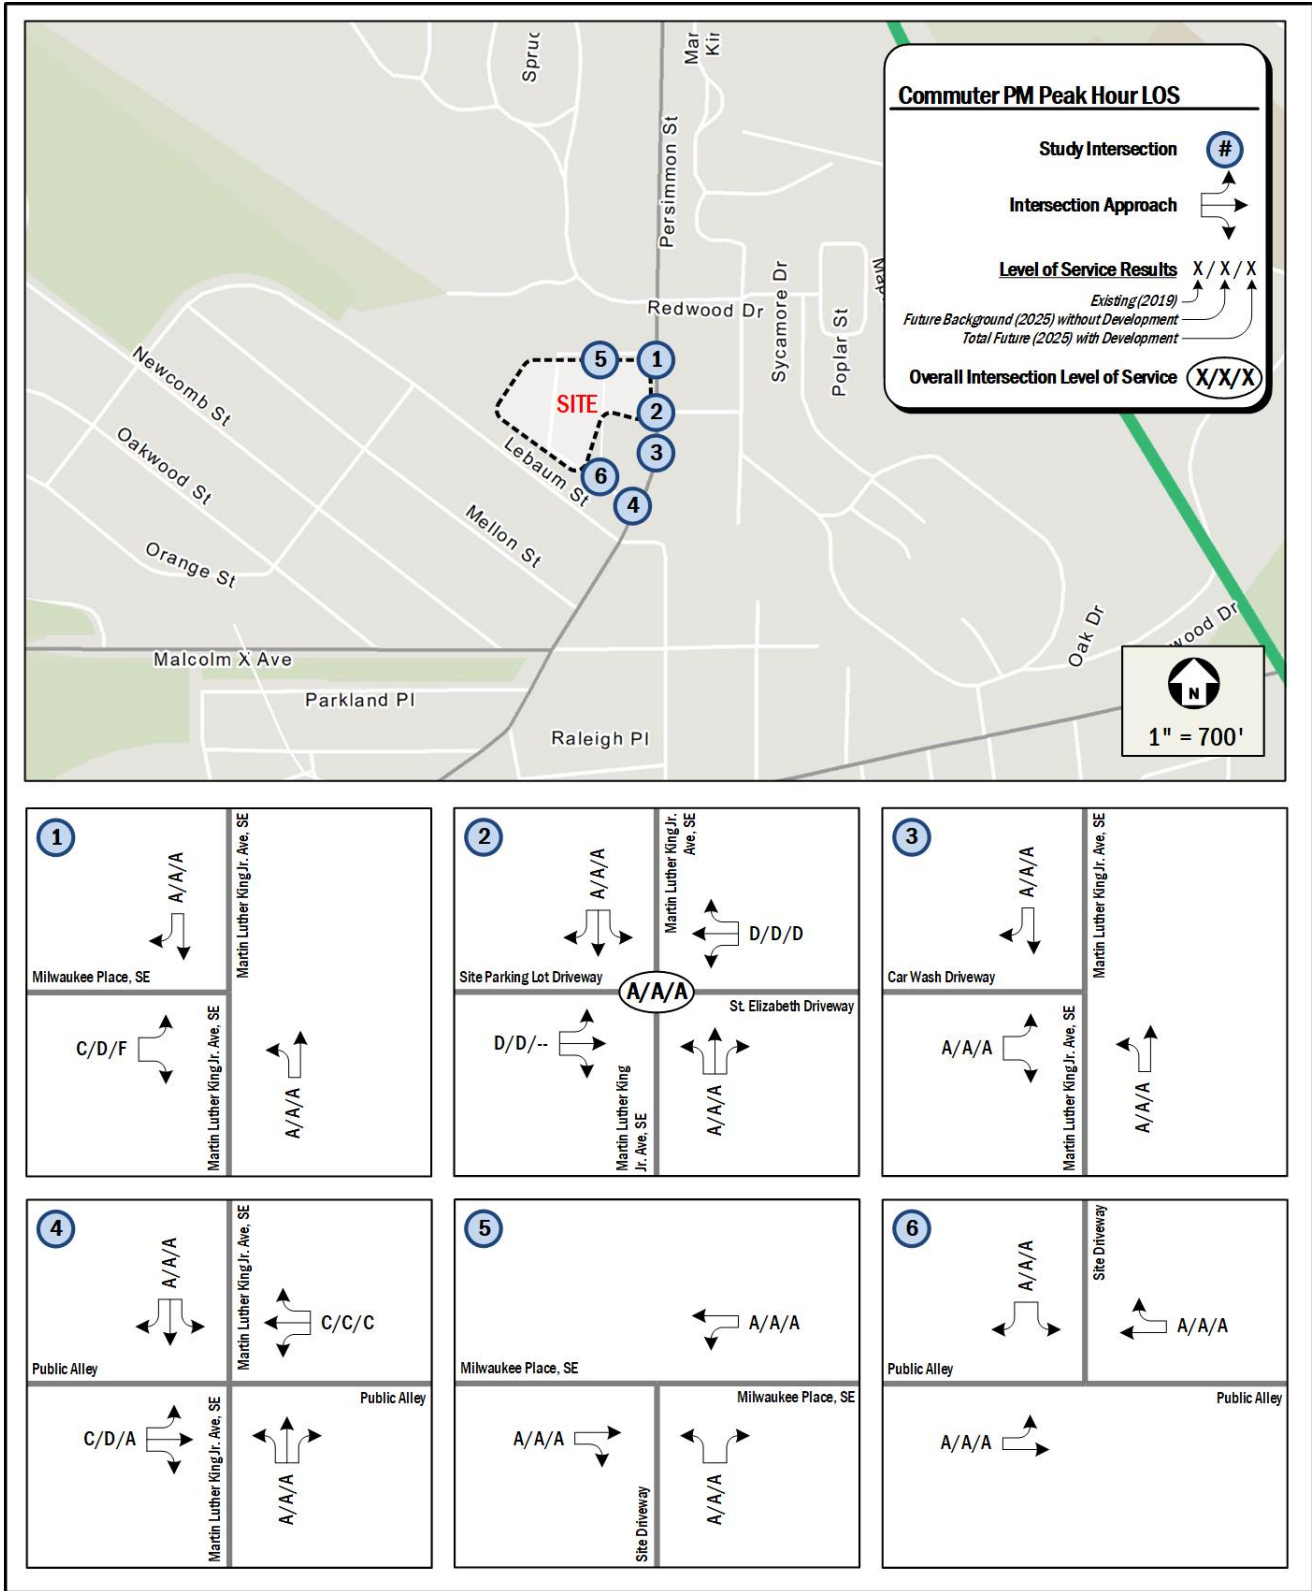 Spruc
Mar
Kir
Persimmon St
Redwood Dr
Sycamore Dr
Poplar St
Newcomb St
Oakwood St
Orange St
Lebaum St
Mellon St
Malcolm X Ave
Parkland Pl
Raleigh Pl
Oak Dr
wood Dr
SITE
5
1
2
3
6
4
Commuter PM Peak Hour LOS
Study Intersection #
Intersection Approach
Level of Service Results X / X / X
Existing (2019)
Future Background (2025) without Development
Total Future (2025) with Development
Overall Intersection Level of Service X/X/X
N
1" = 700'
1
A/A/A
Martin Luther King Jr. Ave, SE
Milwaukee Place, SE
C/D/F
Martin Luther King Jr. Ave, SE
A/A/A
2
A/A/A
Martin Luther King Jr.
Ave, SE
D/D/D
Site Parking Lot Driveway
A/A/A
St. Elizabeth Driveway
D/D/--
Martin Luther King
Jr. Ave, SE
A/A/A
3
A/A/A
Martin Luther King Jr. Ave, SE
Car Wash Driveway
A/A/A
Martin Luther King Jr. Ave, SE
A/A/A
4
A/A/A
Martin Luther King Jr. Ave, SE
C/C/C
Public Alley
Public Alley
C/D/A
Martin Luther King Jr. Ave, SE
A/A/A
5
A/A/A
Milwaukee Place, SE
Milwaukee Place, SE
A/A/A
Site Driveway
A/A/A
6
A/A/A
Site Driveway
A/A/A
Public Alley
Public Alley
A/A/A